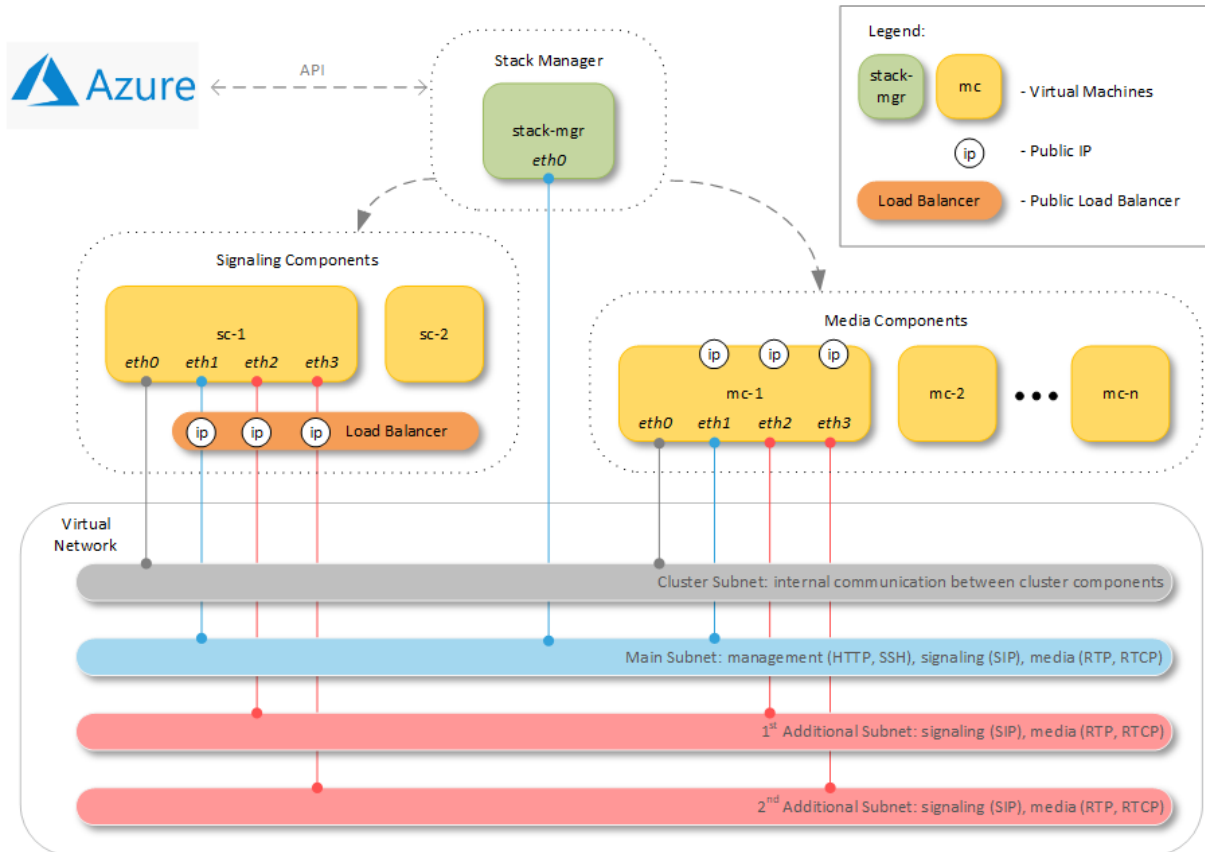 Azure
API
Stack Manager
stack-mgr
eth0
Legend:
stack-
mgr
mc
- Virtual Machines
ip
- Public IP
Load Balancer
- Public Load Balancer
Signaling Components
sc-1
eth0 eth1 eth2 eth3
sc-2
ip ip ip Load Balancer
Media Components
ip ip ip
mc-1
eth0 eth1 eth2 eth3
mc-2
mc-n
Virtual
Network
Cluster Subnet: internal communication between cluster components
Main Subnet: management (HTTP, SSH), signaling (SIP), media (RTP, RTCP)
1st Additional Subnet: signaling (SIP), media (RTP, RTCP)
2nd Additional Subnet: signaling (SIP), media (RTP, RTCP)